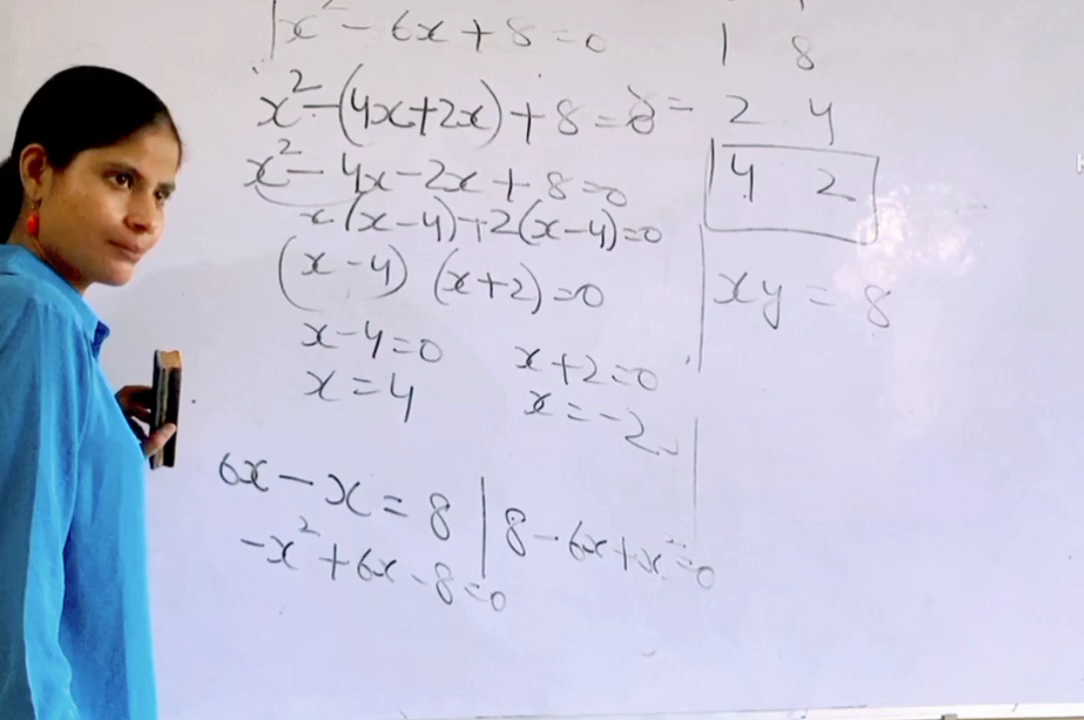 x² - 6x + 8 = 0
x² - (4x+2x) + 8 = 0
x² - 4x - 2x + 8 = 0
x(x-4) + 2(x-4) = 0
(x-4) (x+2) = 0
x-4=0 x+2=0
x=4 x=-2
6x - x = 8
-x² + 6x - 8 = 0
8 - 6x + x² = 0
1 8
= 2 4
4 2
xy = 8